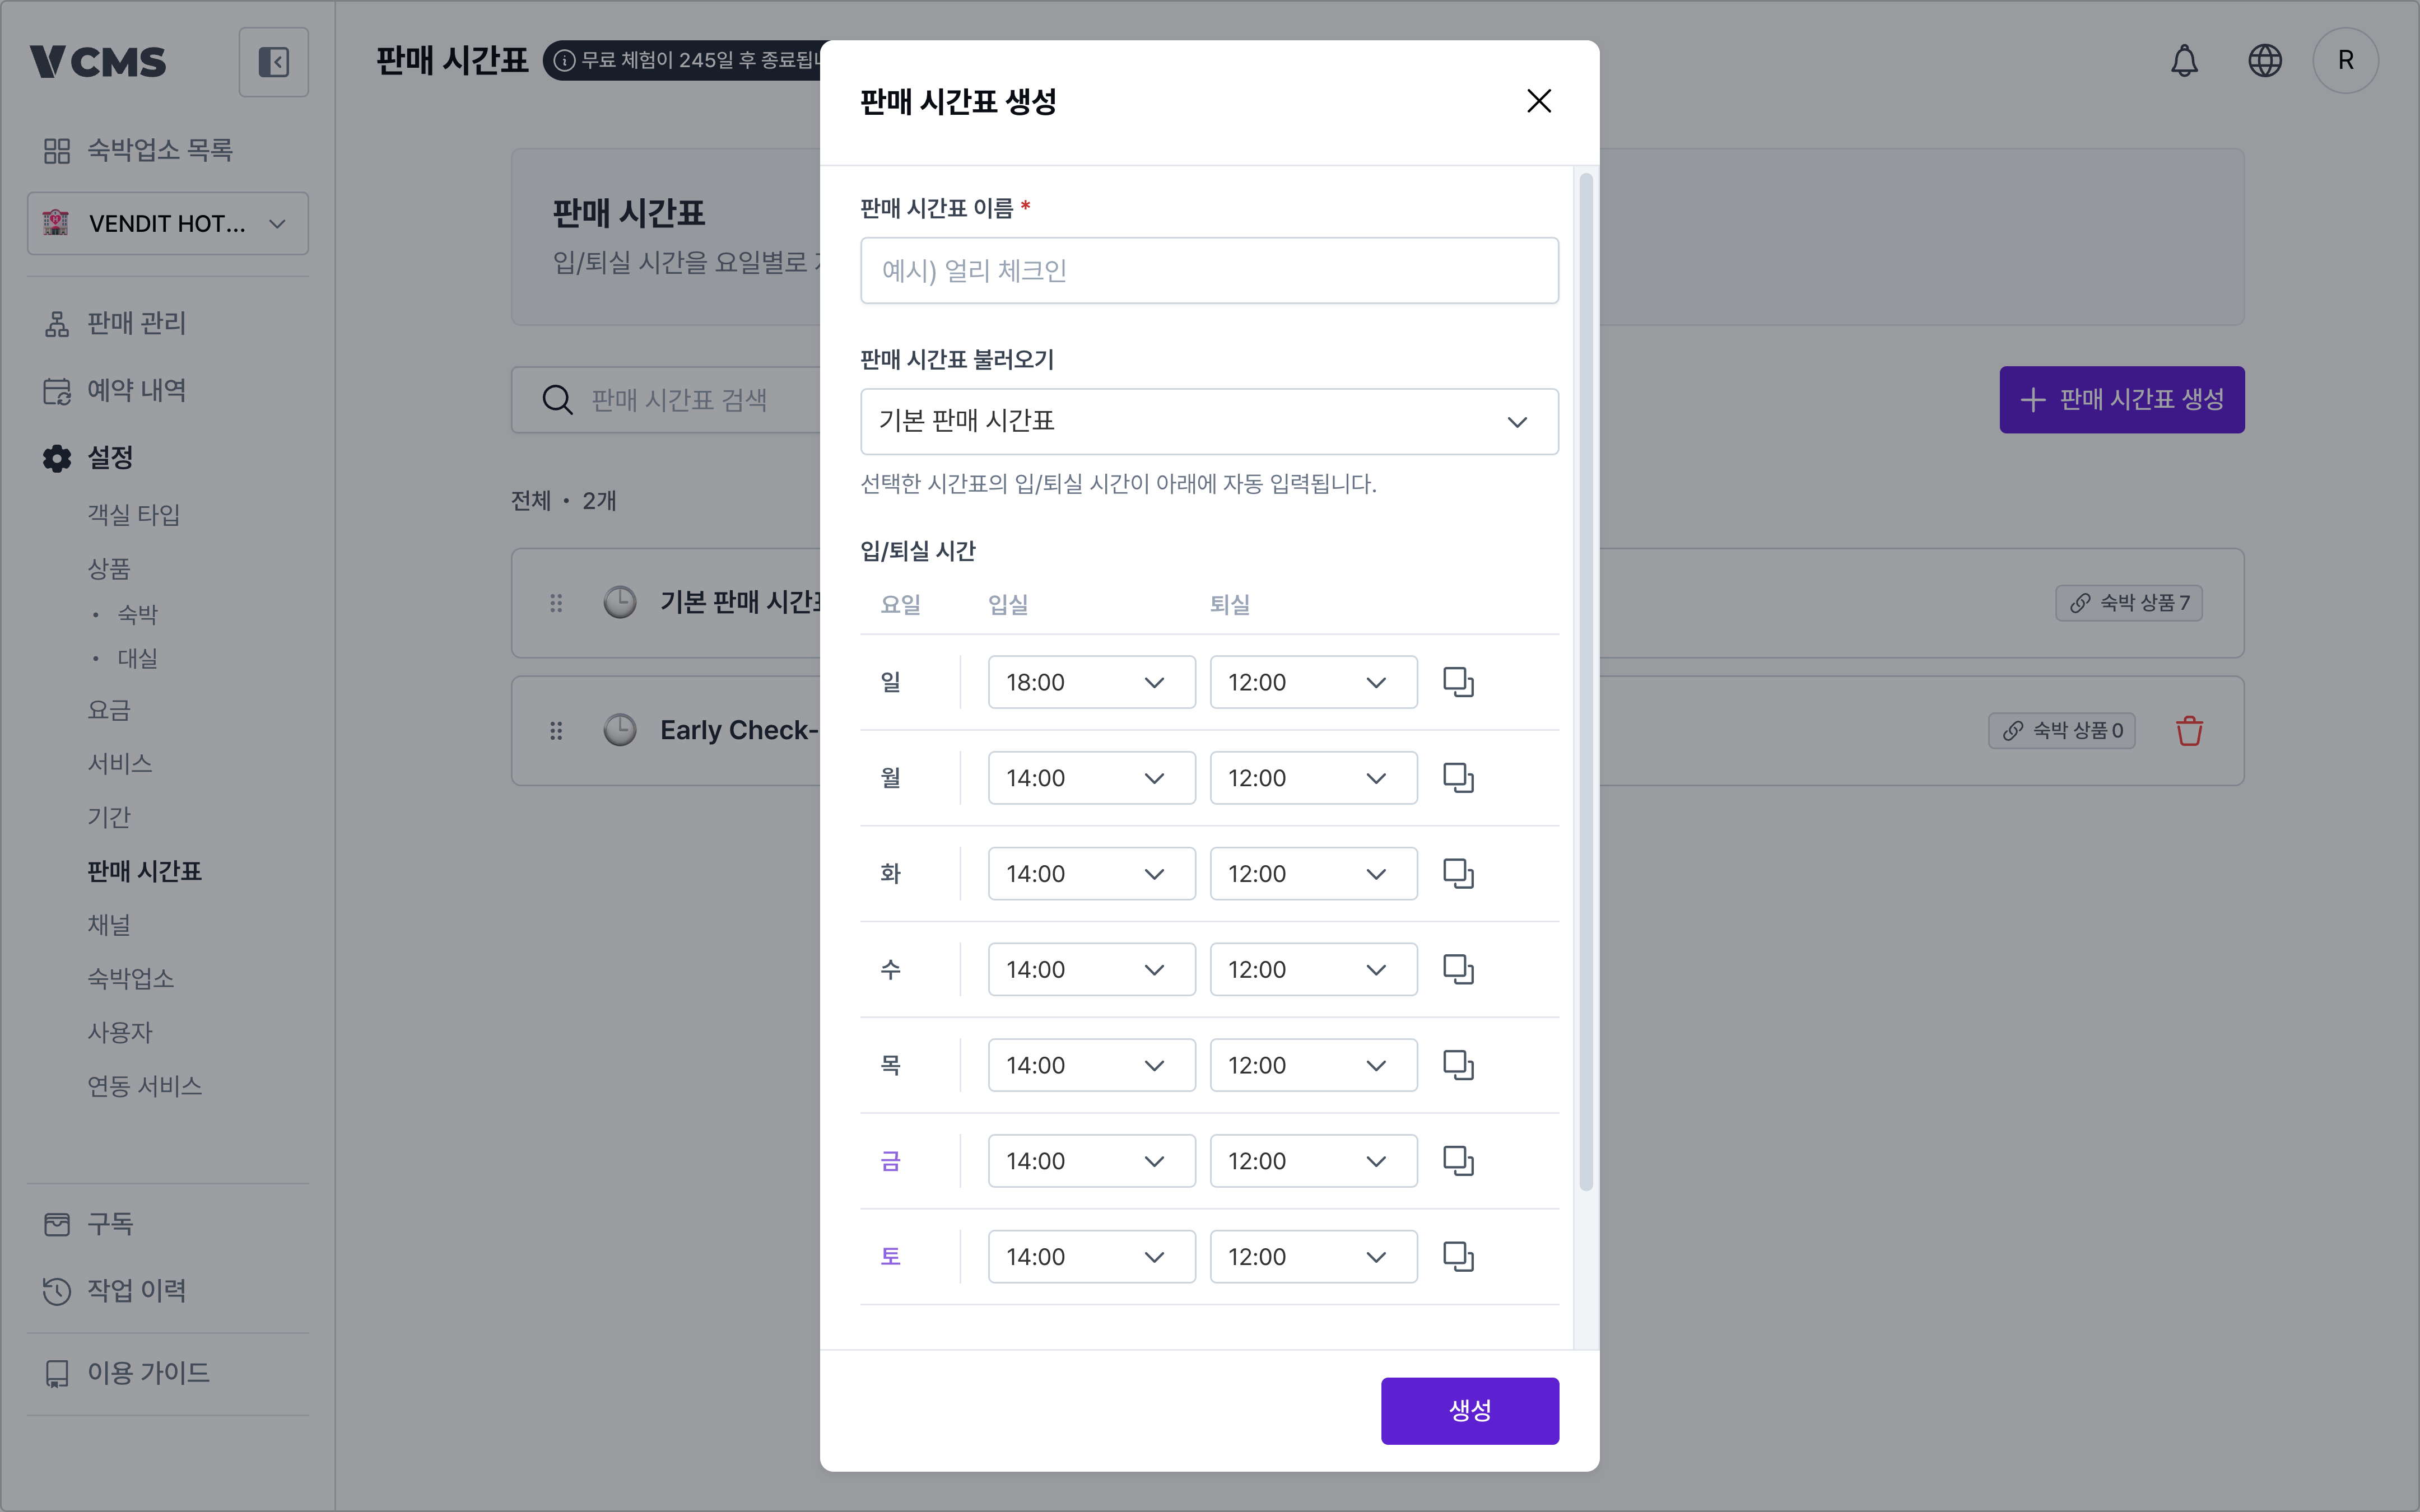 VCMS
숙박업소 목록
VENDIT HOT...
판매 관리
예약 내역
설정
객실 타입
상품
• 숙박
• 대실
요금
서비스
기간
판매 시간표
채널
숙박업소
사용자
연동 서비스
구독
작업 이력
이용 가이드
판매 시간표
무료 체험이 245일 후 종료됩니
R
판매 시간표
입/퇴실 시간을 요일별로
판매 시간표 검색
+ 판매 시간표 생성
전체 • 2개
기본 판매 시간표
숙박 상품 7
Early Check-
숙박 상품 0
판매 시간표 생성
판매 시간표 이름 *
예시) 얼리 체크인
판매 시간표 불러오기
기본 판매 시간표
선택한 시간표의 입/퇴실 시간이 아래에 자동 입력됩니다.
입/퇴실 시간
요일 입실 퇴실
일 18:00 12:00
월 14:00 12:00
화 14:00 12:00
수 14:00 12:00
목 14:00 12:00
금 14:00 12:00
토 14:00 12:00
생성